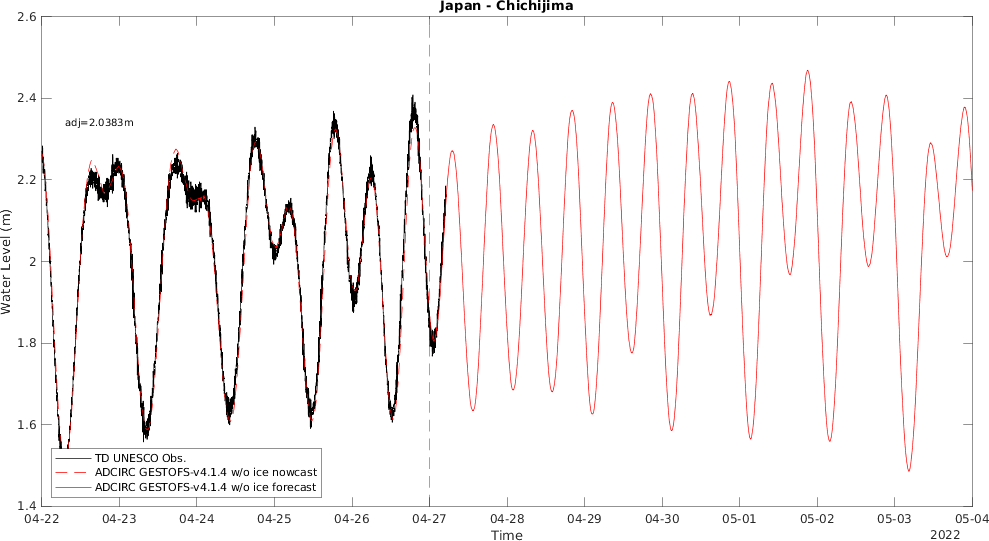 Japan - Chichijima
2.6
2.4
adj=2.0383m
2.2
2
1.8
1.6
1.4
Water Level (m)
TD UNESCO Obs.
ADCIRC GESTOFS-v4.1.4 w/o ice nowcast
ADCIRC GESTOFS-v4.1.4 w/o ice forecast
04-22 04-23 04-24 04-25 04-26 04-27 04-28 04-29 04-30 05-01 05-02 05-03 05-04
Time
2022